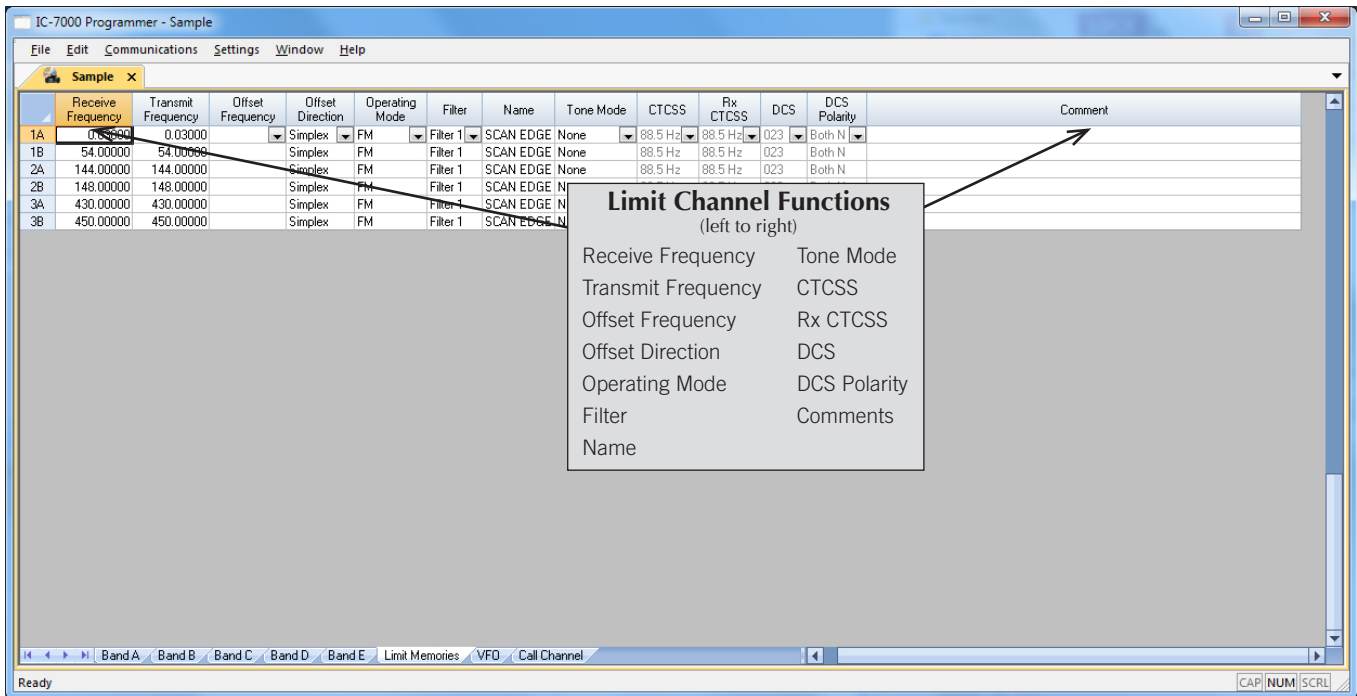 IC-7000 Programmer - Sample
File Edit Communications Settings Window Help
Sample X
Receive Frequency Transmit Frequency Offset Frequency Offset Direction Operating Mode Filter Name Tone Mode CTCSS Rx CTCSS DCS DCS Polarity Comment
1A 0.03000 0.03000 Simplex FM Filter 1 SCAN EDGE None 88.5 Hz 88.5 Hz 023 Both N
1B 54.00000 54.00000 Simplex FM Filter 1 SCAN EDGE None 88.5 Hz 88.5 Hz 023 Both N
2A 144.00000 144.00000 Simplex FM Filter 1 SCAN EDGE None 88.5 Hz 88.5 Hz 023 Both N
2B 148.00000 148.00000 Simplex FM Filter 1 SCAN EDGE
3A 430.00000 430.00000 Simplex FM Filter 1 SCAN EDGE
3B 450.00000 450.00000 Simplex FM Filter 1 SCAN EDGE
Limit Channel Functions
(left to right)
Receive Frequency
Transmit Frequency
Offset Frequency
Offset Direction
Operating Mode
Filter
Name
Tone Mode
CTCSS
Rx CTCSS
DCS
DCS Polarity
Comments
Band A Band B Band C Band D Band E Limit Memories VFO Call Channel
Ready CAP NUM SCRL